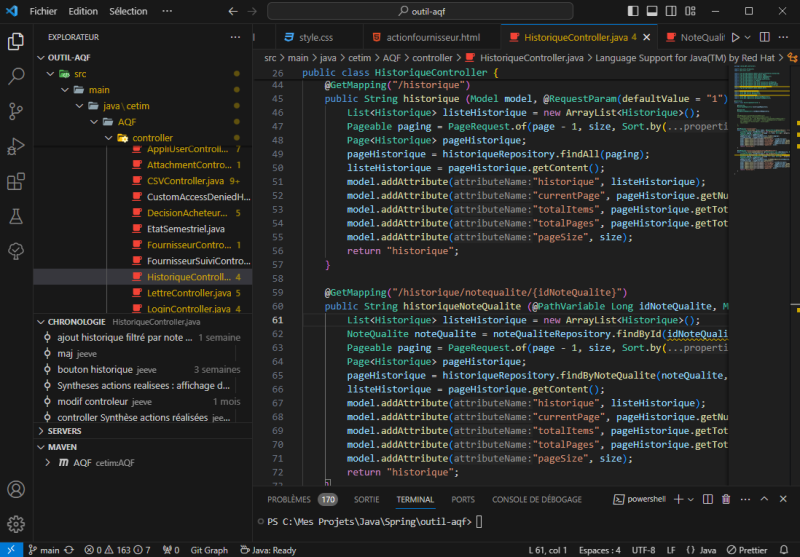 Fichier Edition Sélection ... outil-aqf
EXPLORATEUR ...
OUTIL-AQF
src
main
java \ cetim
AQF
controller
AppliUserControl... 7
AttachmentContro... 1
CSVController.java 9+
CustomAccessDeniedH...
DecisionAcheteur... 5
EtatSemestriel.java
FournisseurContro... 1
FournisseurSuiviContro...
HistoriqueControll... 4
LettreController.java 5
LoginController.java 2
CHRONOLOGIE HistoriqueController.java
ajout historique filtré par note ... 1 semaine
maj jeeve
bouton historique jeeve 3 semaines
Syntheses actions realisees : affichage d...
modif controleur jeeve 1 mois
controller Synthèse actions réalisées jeeve...
SERVERS
MAVEN
AQF cetim:AQF
style.css actionfournisseur.html HistoriqueController.java 4 NoteQualit
src > main > java > cetim > AQF > controller > HistoriqueController.java > Language Support for Java(TM) by Red Hat >
26 public class HistoriqueController {
44 @GetMapping("/historique")
45 public String historique (Model model, @RequestParam(defaultValue = "1")
46 List<Historique> listeHistorique = new ArrayList<Historique>();
47 Pageable paging = PageRequest.of(page - 1, size, Sort.by(...properti
48 Page<Historique> pageHistorique;
49 pageHistorique = historiqueRepository.findAll(paging);
50 listeHistorique = pageHistorique.getContent();
51 model.addAttribute(attributeName:"historique", listeHistorique);
52 model.addAttribute(attributeName:"currentPage", pageHistorique.getNu
53 model.addAttribute(attributeName:"totalItems", pageHistorique.getTot
54 model.addAttribute(attributeName:"totalPages", pageHistorique.getTot
55 model.addAttribute(attributeName:"pageSize", size);
56 return "historique";
57 }
58
59 @GetMapping("/historique/notequalite/{idNoteQualite}")
60 public String historiqueNoteQualite (@PathVariable Long idNoteQualite, M
61 List<Historique> listeHistorique = new ArrayList<Historique>();
62 NoteQualite noteQualite = noteQualiteRepository.findById(idNoteQuali
63 Pageable paging = PageRequest.of(page - 1, size, Sort.by(...properti
64 Page<Historique> pageHistorique;
65 pageHistorique = historiqueRepository.findByNoteQualite(noteQualite,
66 listeHistorique = pageHistorique.getContent();
67 model.addAttribute(attributeName:"historique", listeHistorique);
68 model.addAttribute(attributeName:"currentPage", pageHistorique.getNu
69 model.addAttribute(attributeName:"totalItems", pageHistorique.getTot
70 model.addAttribute(attributeName:"totalPages", pageHistorique.getTot
71 model.addAttribute(attributeName:"pageSize", size);
72 return "historique";
73 }
PROBLÈMES 170 SORTIE TERMINAL PORTS CONSOLE DE DÉBOGAGE powershell
PS C:\Mes Projets\Java\Spring\outil-aqf>
main 0 163 7 0 Git Graph Java: Ready L 61, col 1 Espaces : 4 UTF-8 LF {} Java Prettier